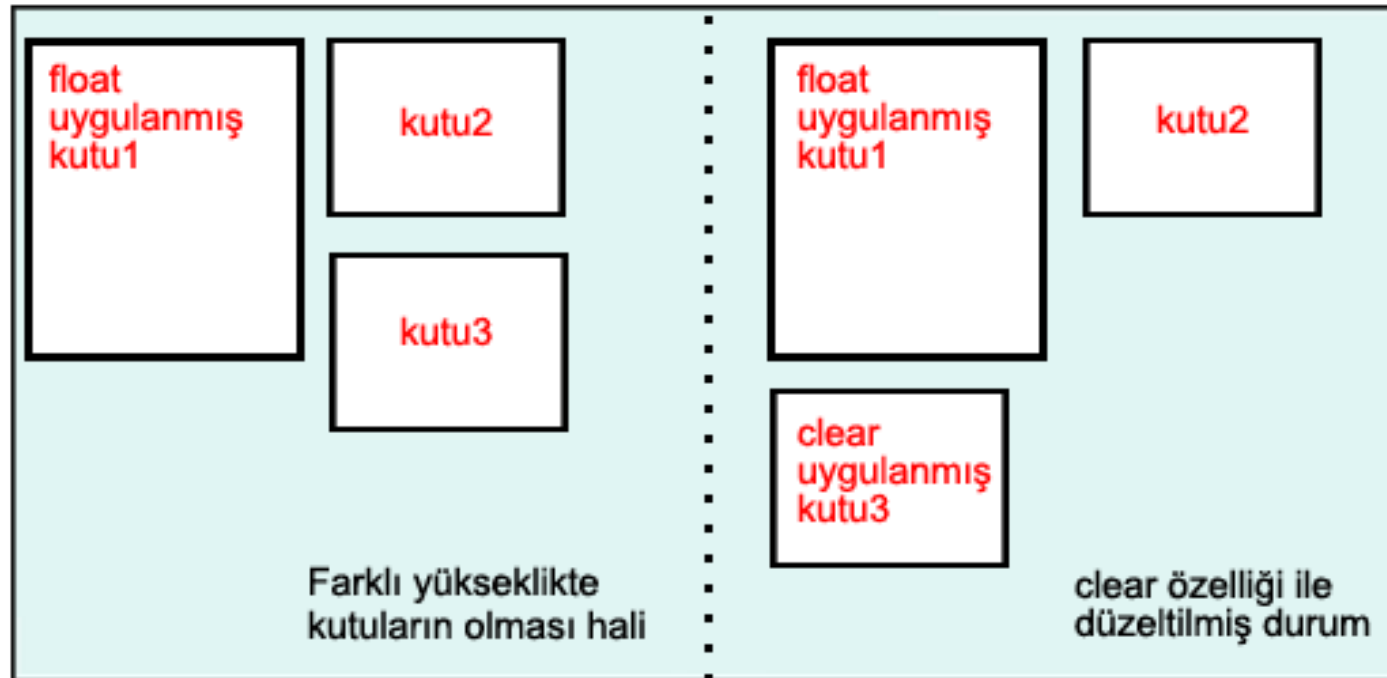 float
uygulanmış
kutu1
kutu2
kutu3
Farklı yükseklikte
kutuların olması hali
float
uygulanmış
kutu1
kutu2
clear
uygulanmış
kutu3
clear özelliği ile
düzeltilmiş durum